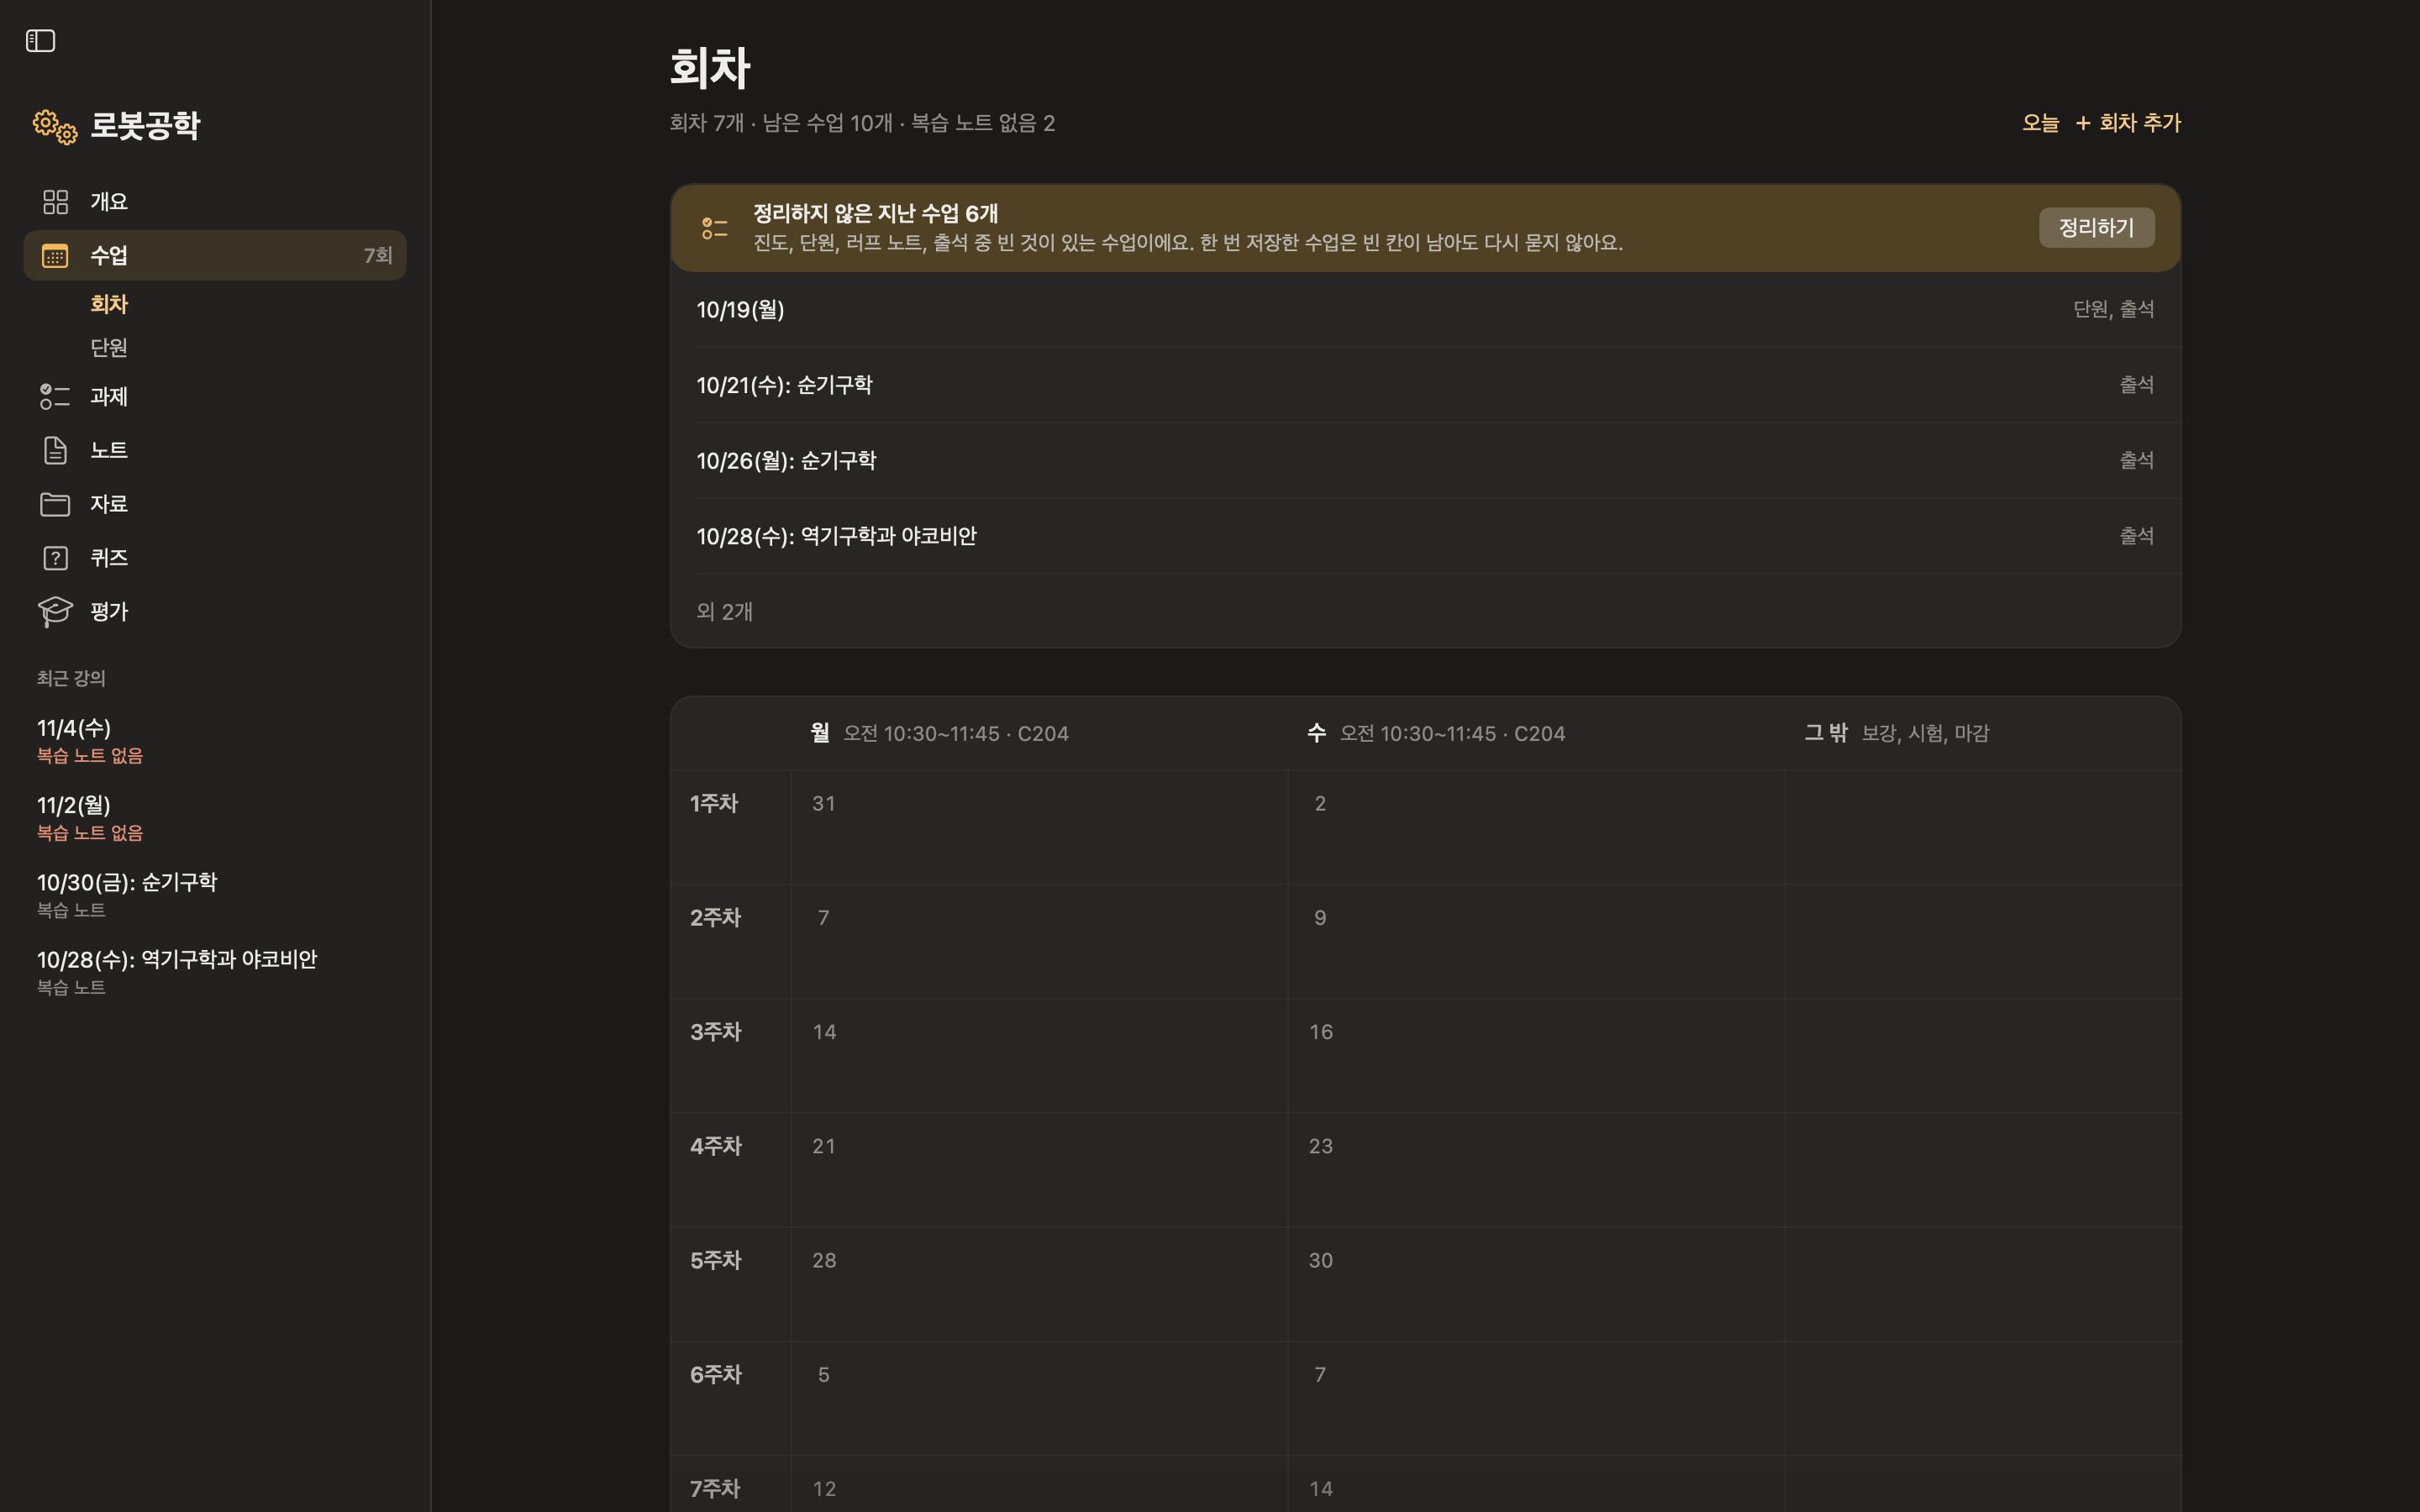 로봇공학
개요
수업 7회
회차
단원
과제
노트
자료
퀴즈
평가
최근 강의
11/4(수)
복습 노트 없음
11/2(월)
복습 노트 없음
10/30(금): 순기구학
복습 노트
10/28(수): 역기구학과 야코비안
복습 노트
회차
회차 7개 · 남은 수업 10개 · 복습 노트 없음 2
오늘 + 회차 추가
정리하지 않은 지난 수업 6개
진도, 단원, 러프 노트, 출석 중 빈 것이 있는 수업이에요. 한 번 저장한 수업은 빈 칸이 남아도 다시 묻지 않아요.
정리하기
10/19(월) 단원, 출석
10/21(수): 순기구학 출석
10/26(월): 순기구학 출석
10/28(수): 역기구학과 야코비안 출석
외 2개
월 오전 10:30~11:45 · C204 수 오전 10:30~11:45 · C204 그 밖 보강, 시험, 마감
1주차 31 2
2주차 7 9
3주차 14 16
4주차 21 23
5주차 28 30
6주차 5 7
7주차 12 14